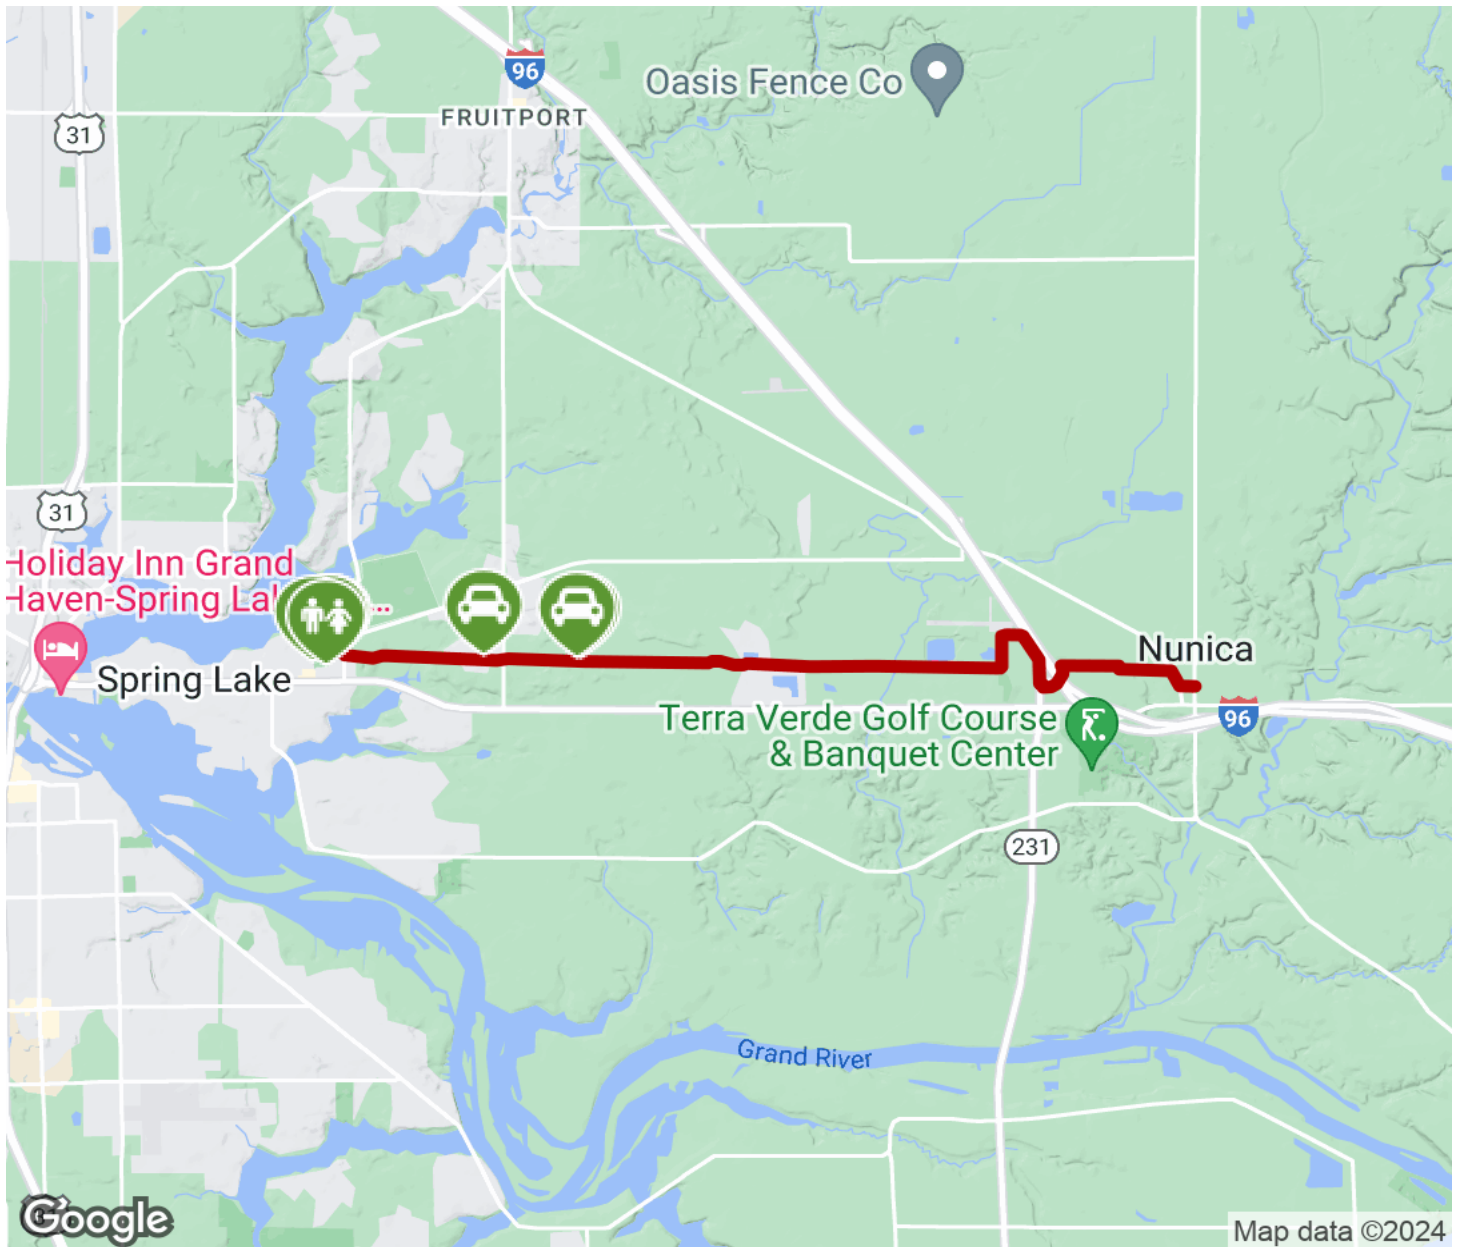 96
Oasis Fence Co
FRUITPORT
31
31
Holiday Inn Grand
Haven-Spring La
...
Nunica
Spring Lake
Terra Verde Golf Course
& Banquet Center
96
231
Grand River
Google
Map data ©2024